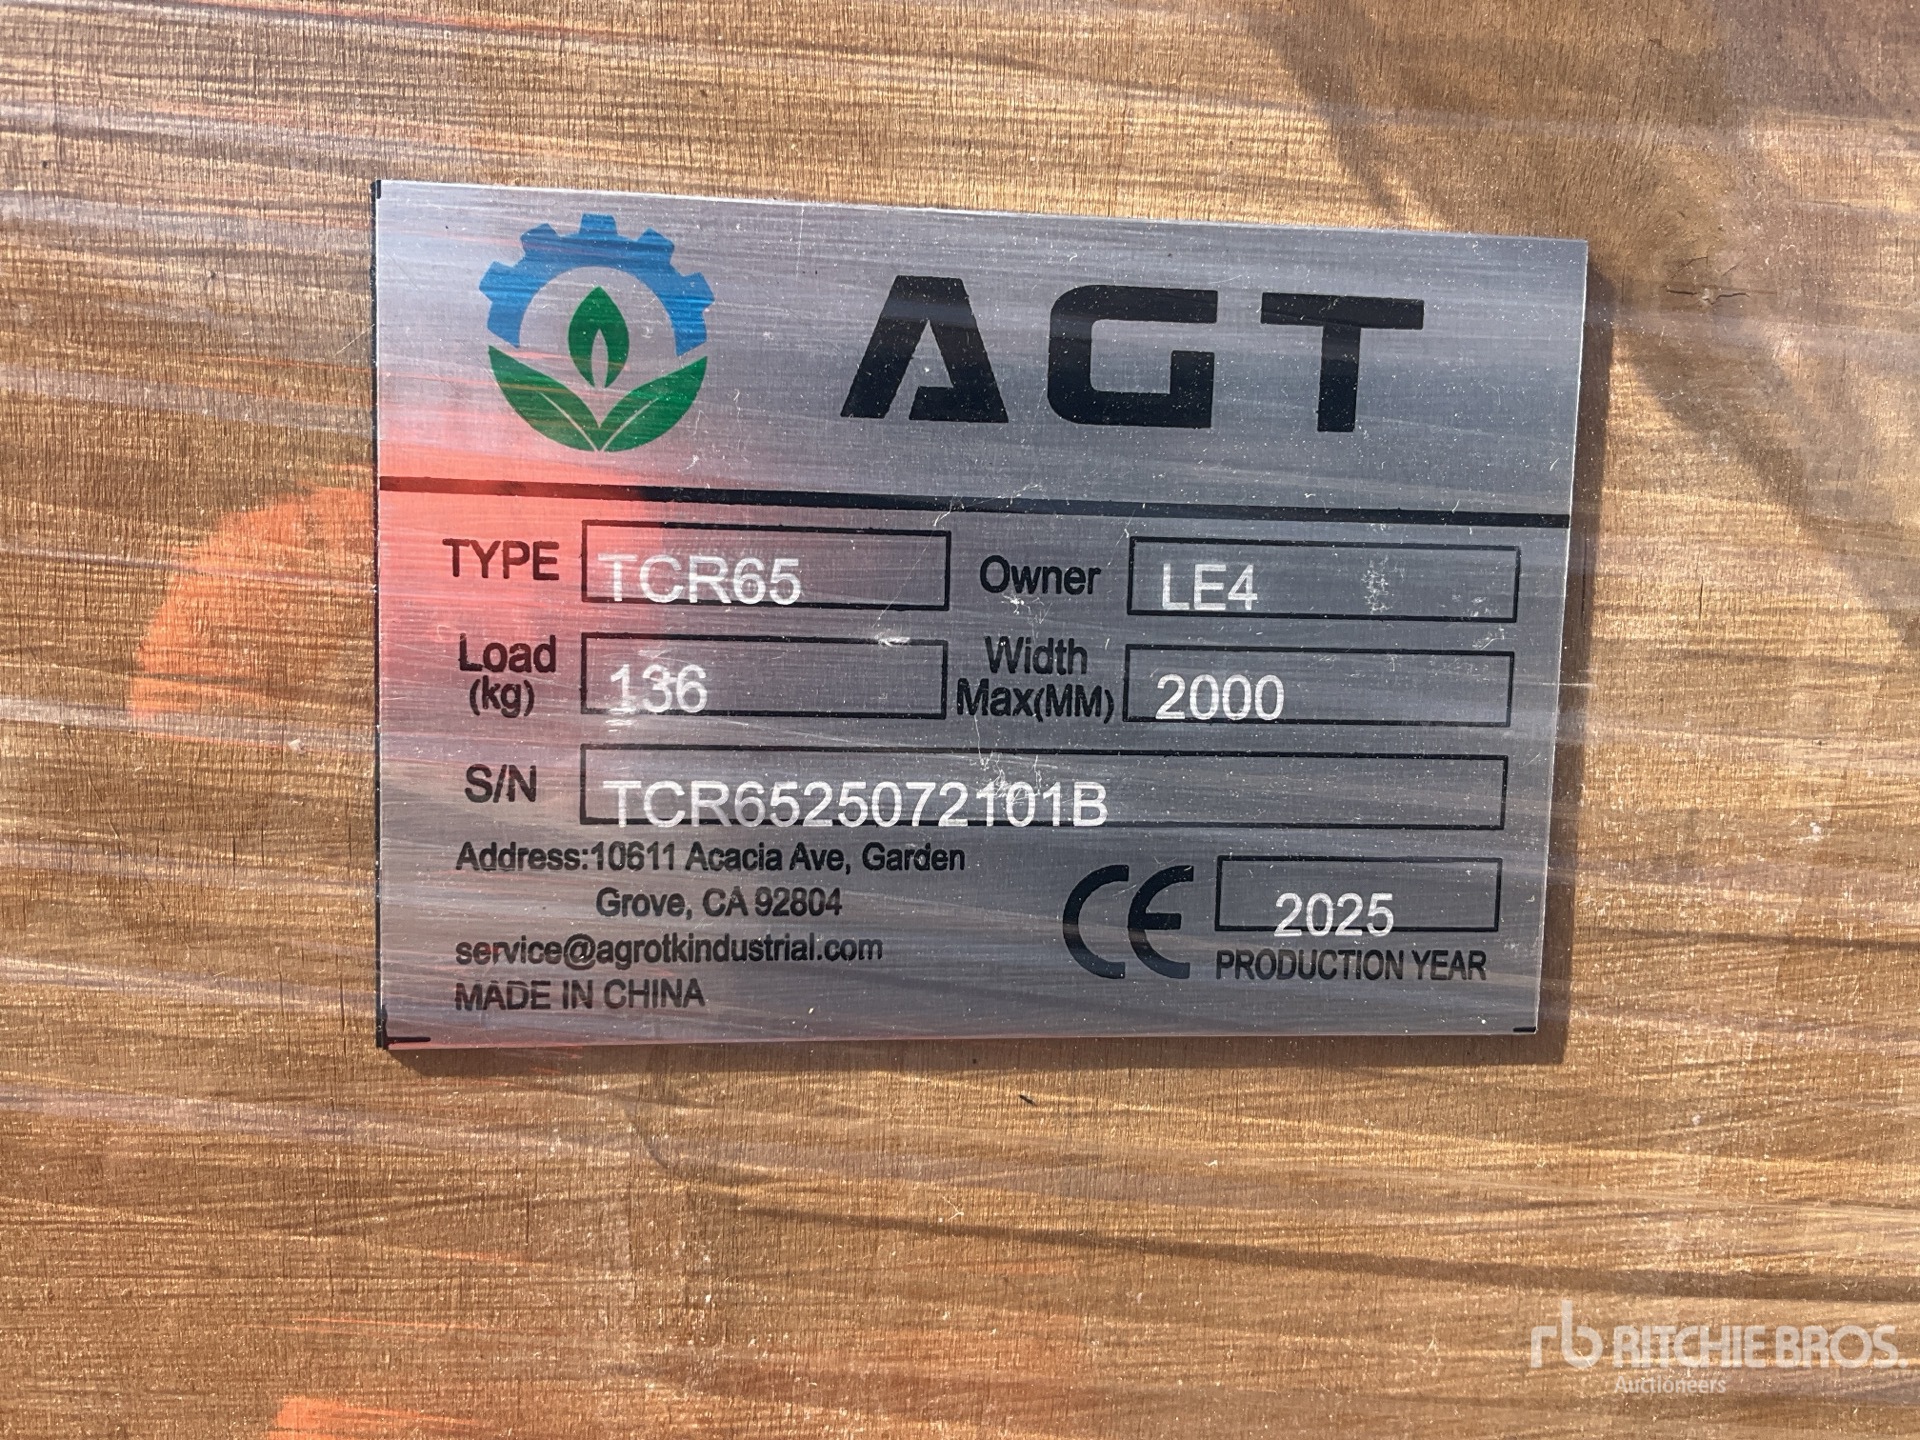 AGT
TYPE TCR65 Owner LE4
Load (kg) 136 Width Max(MM) 2000
S/N TCR6525072101B
Address:10611 Acacia Ave, Garden
Grove, CA 92804
service@agrotkindustrial.com
MADE IN CHINA
CE 2025
PRODUCTION YEAR
rb RITCHIE BROS.
Auctioneers